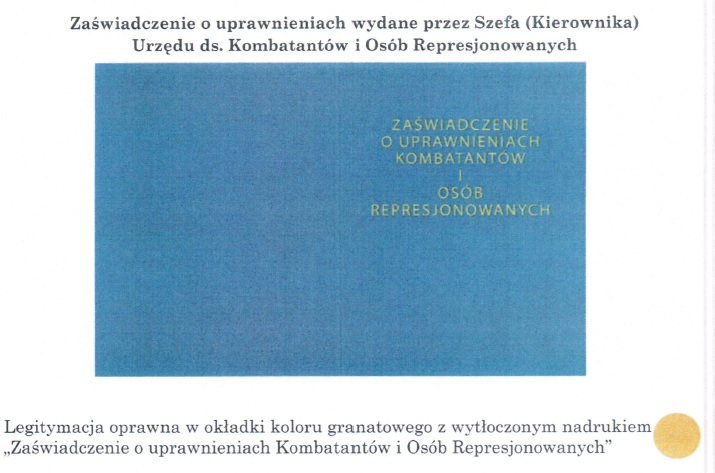 Zaświadczenie o uprawnieniach wydane przez Szefa (Kierownika)
Urzędu ds. Kombatantów i Osób Represjonowanych
ZAŚWIADCZENIE
O UPRAWNIENIACH
KOMBATANTÓW
I
OSÓB
REPRESJONOWANYCH
Legitymacja oprawna w okładki koloru granatowego z wytłoczonym nadrukiem
„Zaświadczenie o uprawnieniach Kombatantów i Osób Represjonowanych”